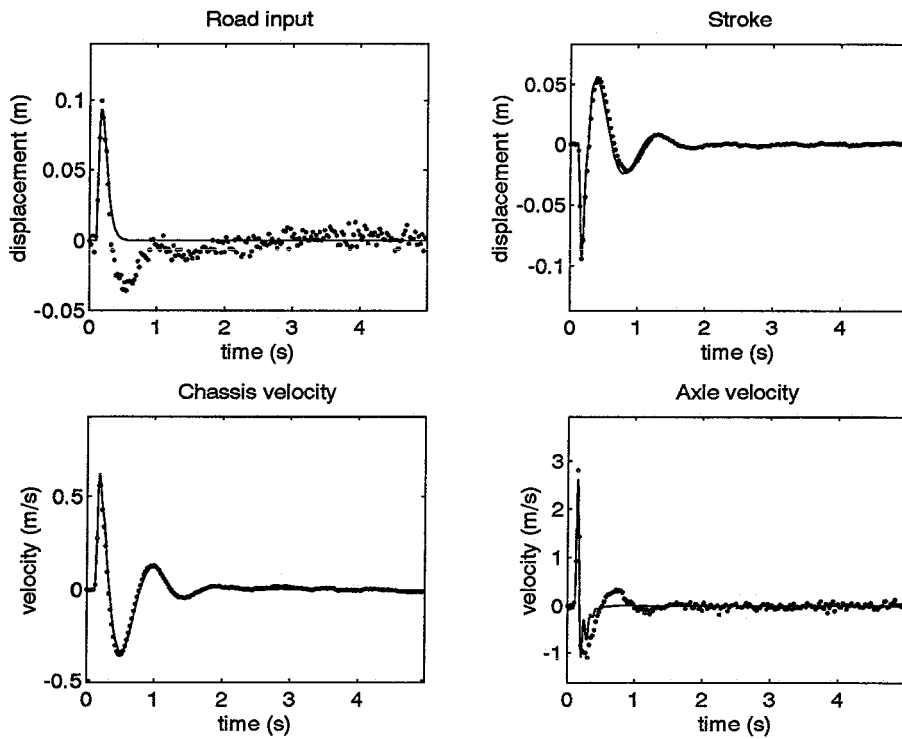 Road input
displacement (m)
0.1
0.05
0
-0.05
0 1 2 3 4
time (s)
Stroke
displacement (m)
0.05
0
-0.05
-0.1
0 2 4
time (s)
Chassis velocity
velocity (m/s)
0.5
0
-0.5
0 1 2 3 4
time (s)
Axle velocity
velocity (m/s)
3
2
1
0
-1
0 1 2 3 4
time (s)